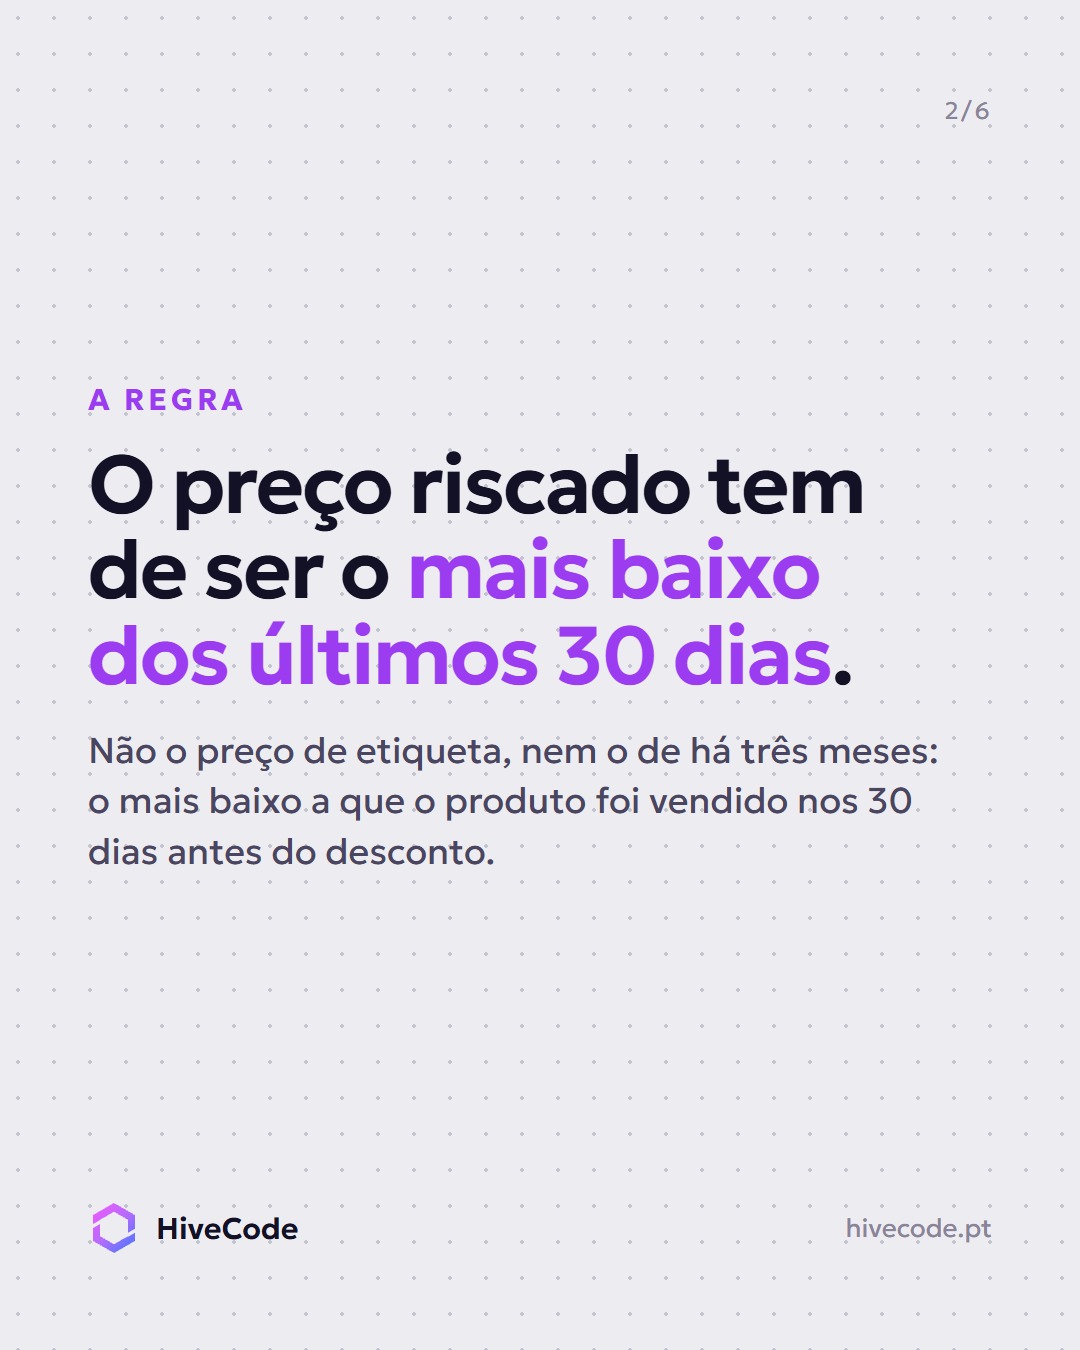 2/6
A REGRA
O preço riscado tem
de ser o mais baixo
dos últimos 30 dias.
Não o preço de etiqueta, nem o de há três meses:
o mais baixo a que o produto foi vendido nos 30
dias antes do desconto.
HiveCode
hivecode.pt